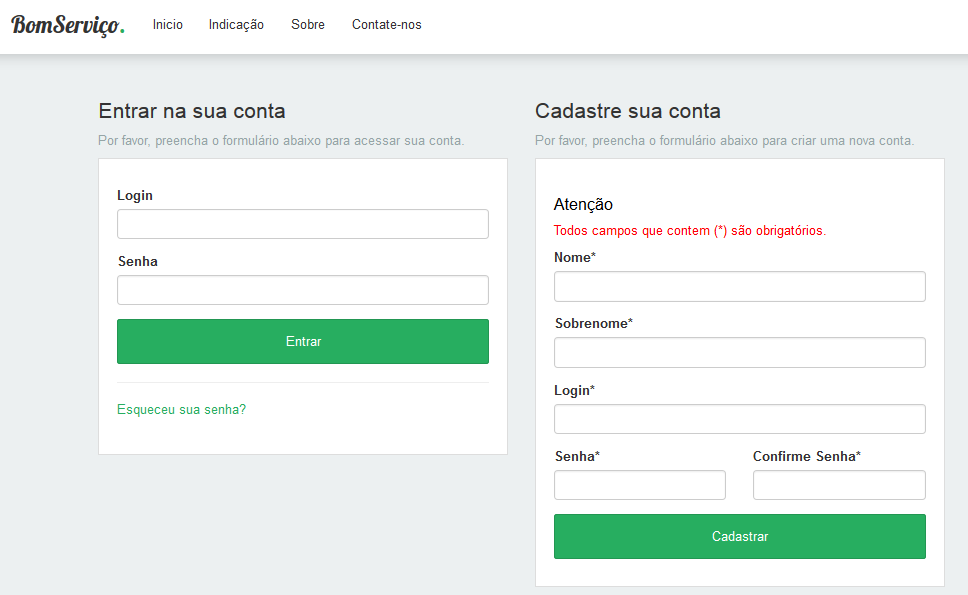 BomServiço. Inicio Indicação Sobre Contate-nos
Entrar na sua conta
Por favor, preencha o formulário abaixo para acessar sua conta.
Login
Senha
Entrar
Esqueceu sua senha?
Cadastre sua conta
Por favor, preencha o formulário abaixo para criar uma nova conta.
Atenção
Todos campos que contem (*) são obrigatórios.
Nome*
Sobrenome*
Login*
Senha* Confirme Senha*
Cadastrar